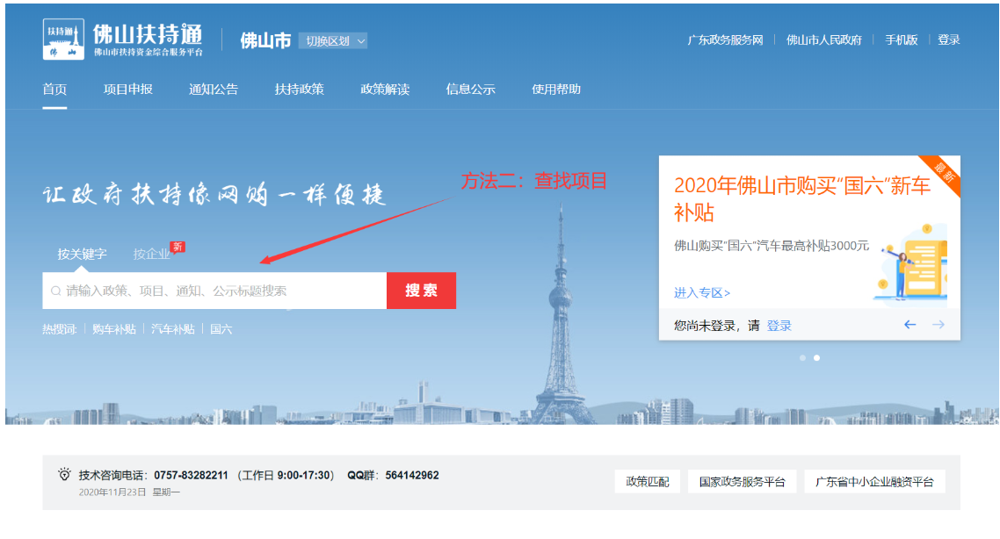 扶持通
佛山
佛山扶持通
佛山市扶持资金综合服务平台
佛山市
切换区划
广东政务服务网
佛山市人民政府
手机版
登录
首页
项目申报
通知公告
扶持政策
政策解读
信息公示
使用帮助
让政府扶持像网购一样便捷
方法二：查找项目
按关键字
按企业
新
请输入政策、项目、通知、公示标题搜索
搜索
热搜词:
购车补贴
汽车补贴
国六
最新
2020年佛山市购买“国六”新车
补贴
佛山购买“国六”汽车最高补贴3000元
进入专区>
您尚未登录，请 登录
技术咨询电话：0757-83282211 （工作日 9:00-17:30） QQ群：564142962
2020年11月23日 星期一
政策匹配
国家政务服务平台
广东省中小企业融资平台